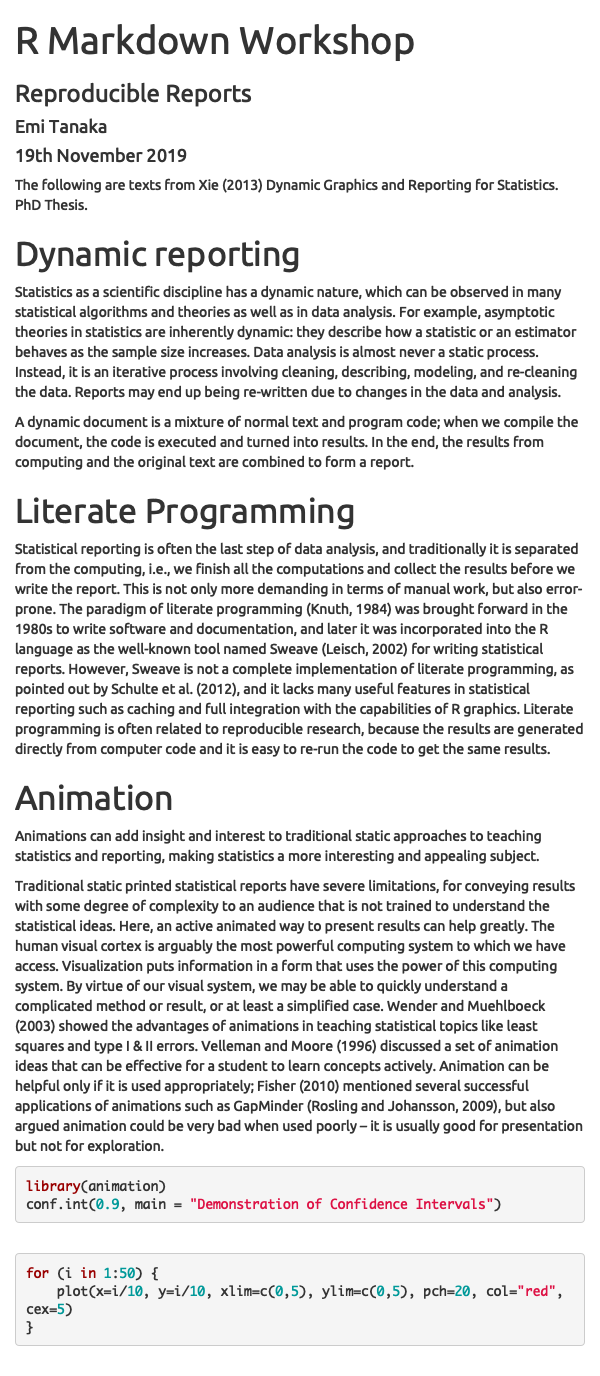 R Markdown Workshop
Reproducible Reports
Emi Tanaka
19th November 2019
The following are texts from Xie (2013) Dynamic Graphics and Reporting for Statistics.
PhD Thesis.
Dynamic reporting
Statistics as a scientific discipline has a dynamic nature, which can be observed in many
statistical algorithms and theories as well as in data analysis. For example, asymptotic
theories in statistics are inherently dynamic: they describe how a statistic or an estimator
behaves as the sample size increases. Data analysis is almost never a static process.
Instead, it is an iterative process involving cleaning, describing, modeling, and re-cleaning
the data. Reports may end up being re-written due to changes in the data and analysis.
A dynamic document is a mixture of normal text and program code; when we compile the
document, the code is executed and turned into results. In the end, the results from
computing and the original text are combined to form a report.
Literate Programming
Statistical reporting is often the last step of data analysis, and traditionally it is separated
from the computing, i.e., we finish all the computations and collect the results before we
write the report. This is not only more demanding in terms of manual work, but also error-
prone. The paradigm of literate programming (Knuth, 1984) was brought forward in the
1980s to write software and documentation, and later it was incorporated into the R
language as the well-known tool named Sweave (Leisch, 2002) for writing statistical
reports. However, Sweave is not a complete implementation of literate programming, as
pointed out by Schulte et al. (2012), and it lacks many useful features in statistical
reporting such as caching and full integration with the capabilities of R graphics. Literate
programming is often related to reproducible research, because the results are generated
directly from computer code and it is easy to re-run the code to get the same results.
Animation
Animations can add insight and interest to traditional static approaches to teaching
statistics and reporting, making statistics a more interesting and appealing subject.
Traditional static printed statistical reports have severe limitations, for conveying results
with some degree of complexity to an audience that is not trained to understand the
statistical ideas. Here, an active animated way to present results can help greatly. The
human visual cortex is arguably the most powerful computing system to which we have
access. Visualization puts information in a form that uses the power of this computing
system. By virtue of our visual system, we may be able to quickly understand a
complicated method or result, or at least a simplified case. Wender and Muehlboeck
(2003) showed the advantages of animations in teaching statistical topics like least
squares and type I & II errors. Velleman and Moore (1996) discussed a set of animation
ideas that can be effective for a student to learn concepts actively. Animation can be
helpful only if it is used appropriately; Fisher (2010) mentioned several successful
applications of animations such as GapMinder (Rosling and Johansson, 2009), but also
argued animation could be very bad when used poorly – it is usually good for presentation
but not for exploration.
library(animation)
conf.int(0.9, main = "Demonstration of Confidence Intervals")
for (i in 1:50) {
    plot(x=i/10, y=i/10, xlim=c(0,5), ylim=c(0,5), pch=20, col="red",
cex=5)
}